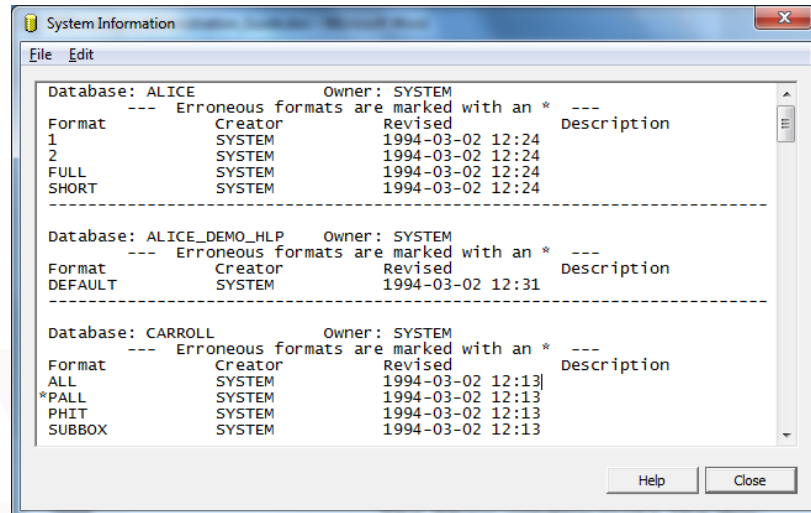 System Information
File Edit
Database: ALICE Owner: SYSTEM
--- Erroneous formats are marked with an * ---
Format Creator Revised Description
1 SYSTEM 1994-03-02 12:24
2 SYSTEM 1994-03-02 12:24
FULL SYSTEM 1994-03-02 12:24
SHORT SYSTEM 1994-03-02 12:24
--------------------------------------------------------------------------
Database: ALICE_DEMO_HLP Owner: SYSTEM
--- Erroneous formats are marked with an * ---
Format Creator Revised Description
DEFAULT SYSTEM 1994-03-02 12:31
--------------------------------------------------------------------------
Database: CARROLL Owner: SYSTEM
--- Erroneous formats are marked with an * ---
Format Creator Revised Description
ALL SYSTEM 1994-03-02 12:13
*PALL SYSTEM 1994-03-02 12:13
PHIT SYSTEM 1994-03-02 12:13
SUBBOX SYSTEM 1994-03-02 12:13
Help Close